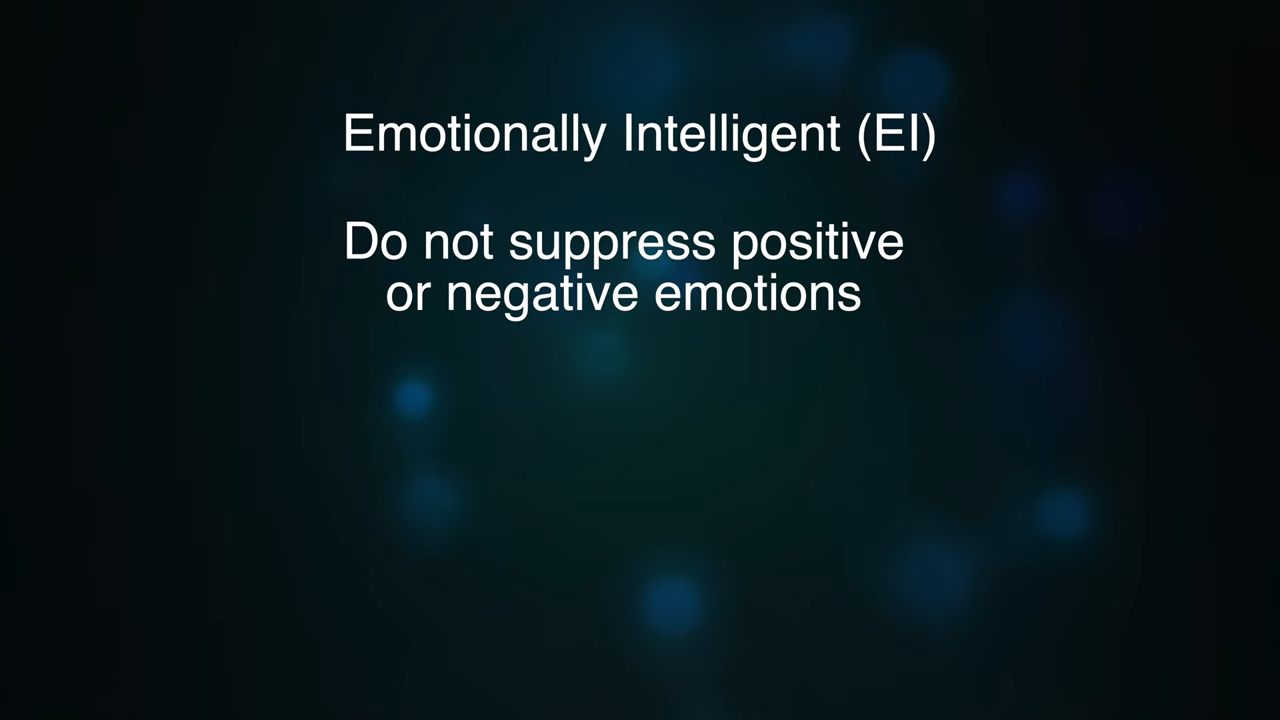 Emotionally Intelligent (EI)
Do not suppress positive
or negative emotions